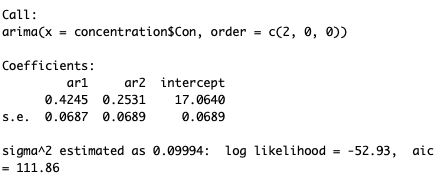 Call:
arima(x = concentration$Con, order = c(2, 0, 0))
Coefficients:
ar1 ar2 intercept
0.4245 0.2531 17.0640
s.e. 0.0687 0.0689 0.0689
sigma^2 estimated as 0.09994: log likelihood = -52.93, aic
= 111.86